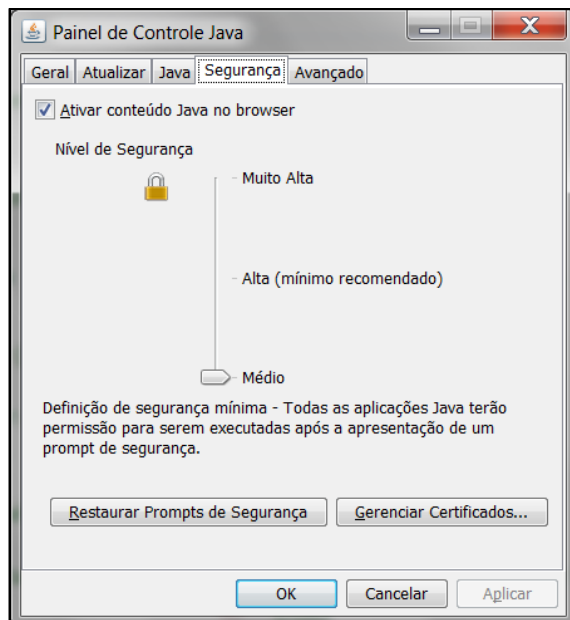 Painel de Controle Java
Geral Atualizar Java Segurança Avançado
Ativar conteúdo Java no browser
Nível de Segurança
- Muito Alta
- Alta (mínimo recomendado)
- Médio
Definição de segurança mínima - Todas as aplicações Java terão
permissão para serem executadas após a apresentação de um
prompt de segurança.
Restaurar Prompts de Segurança Gerenciar Certificados...
OK Cancelar Aplicar